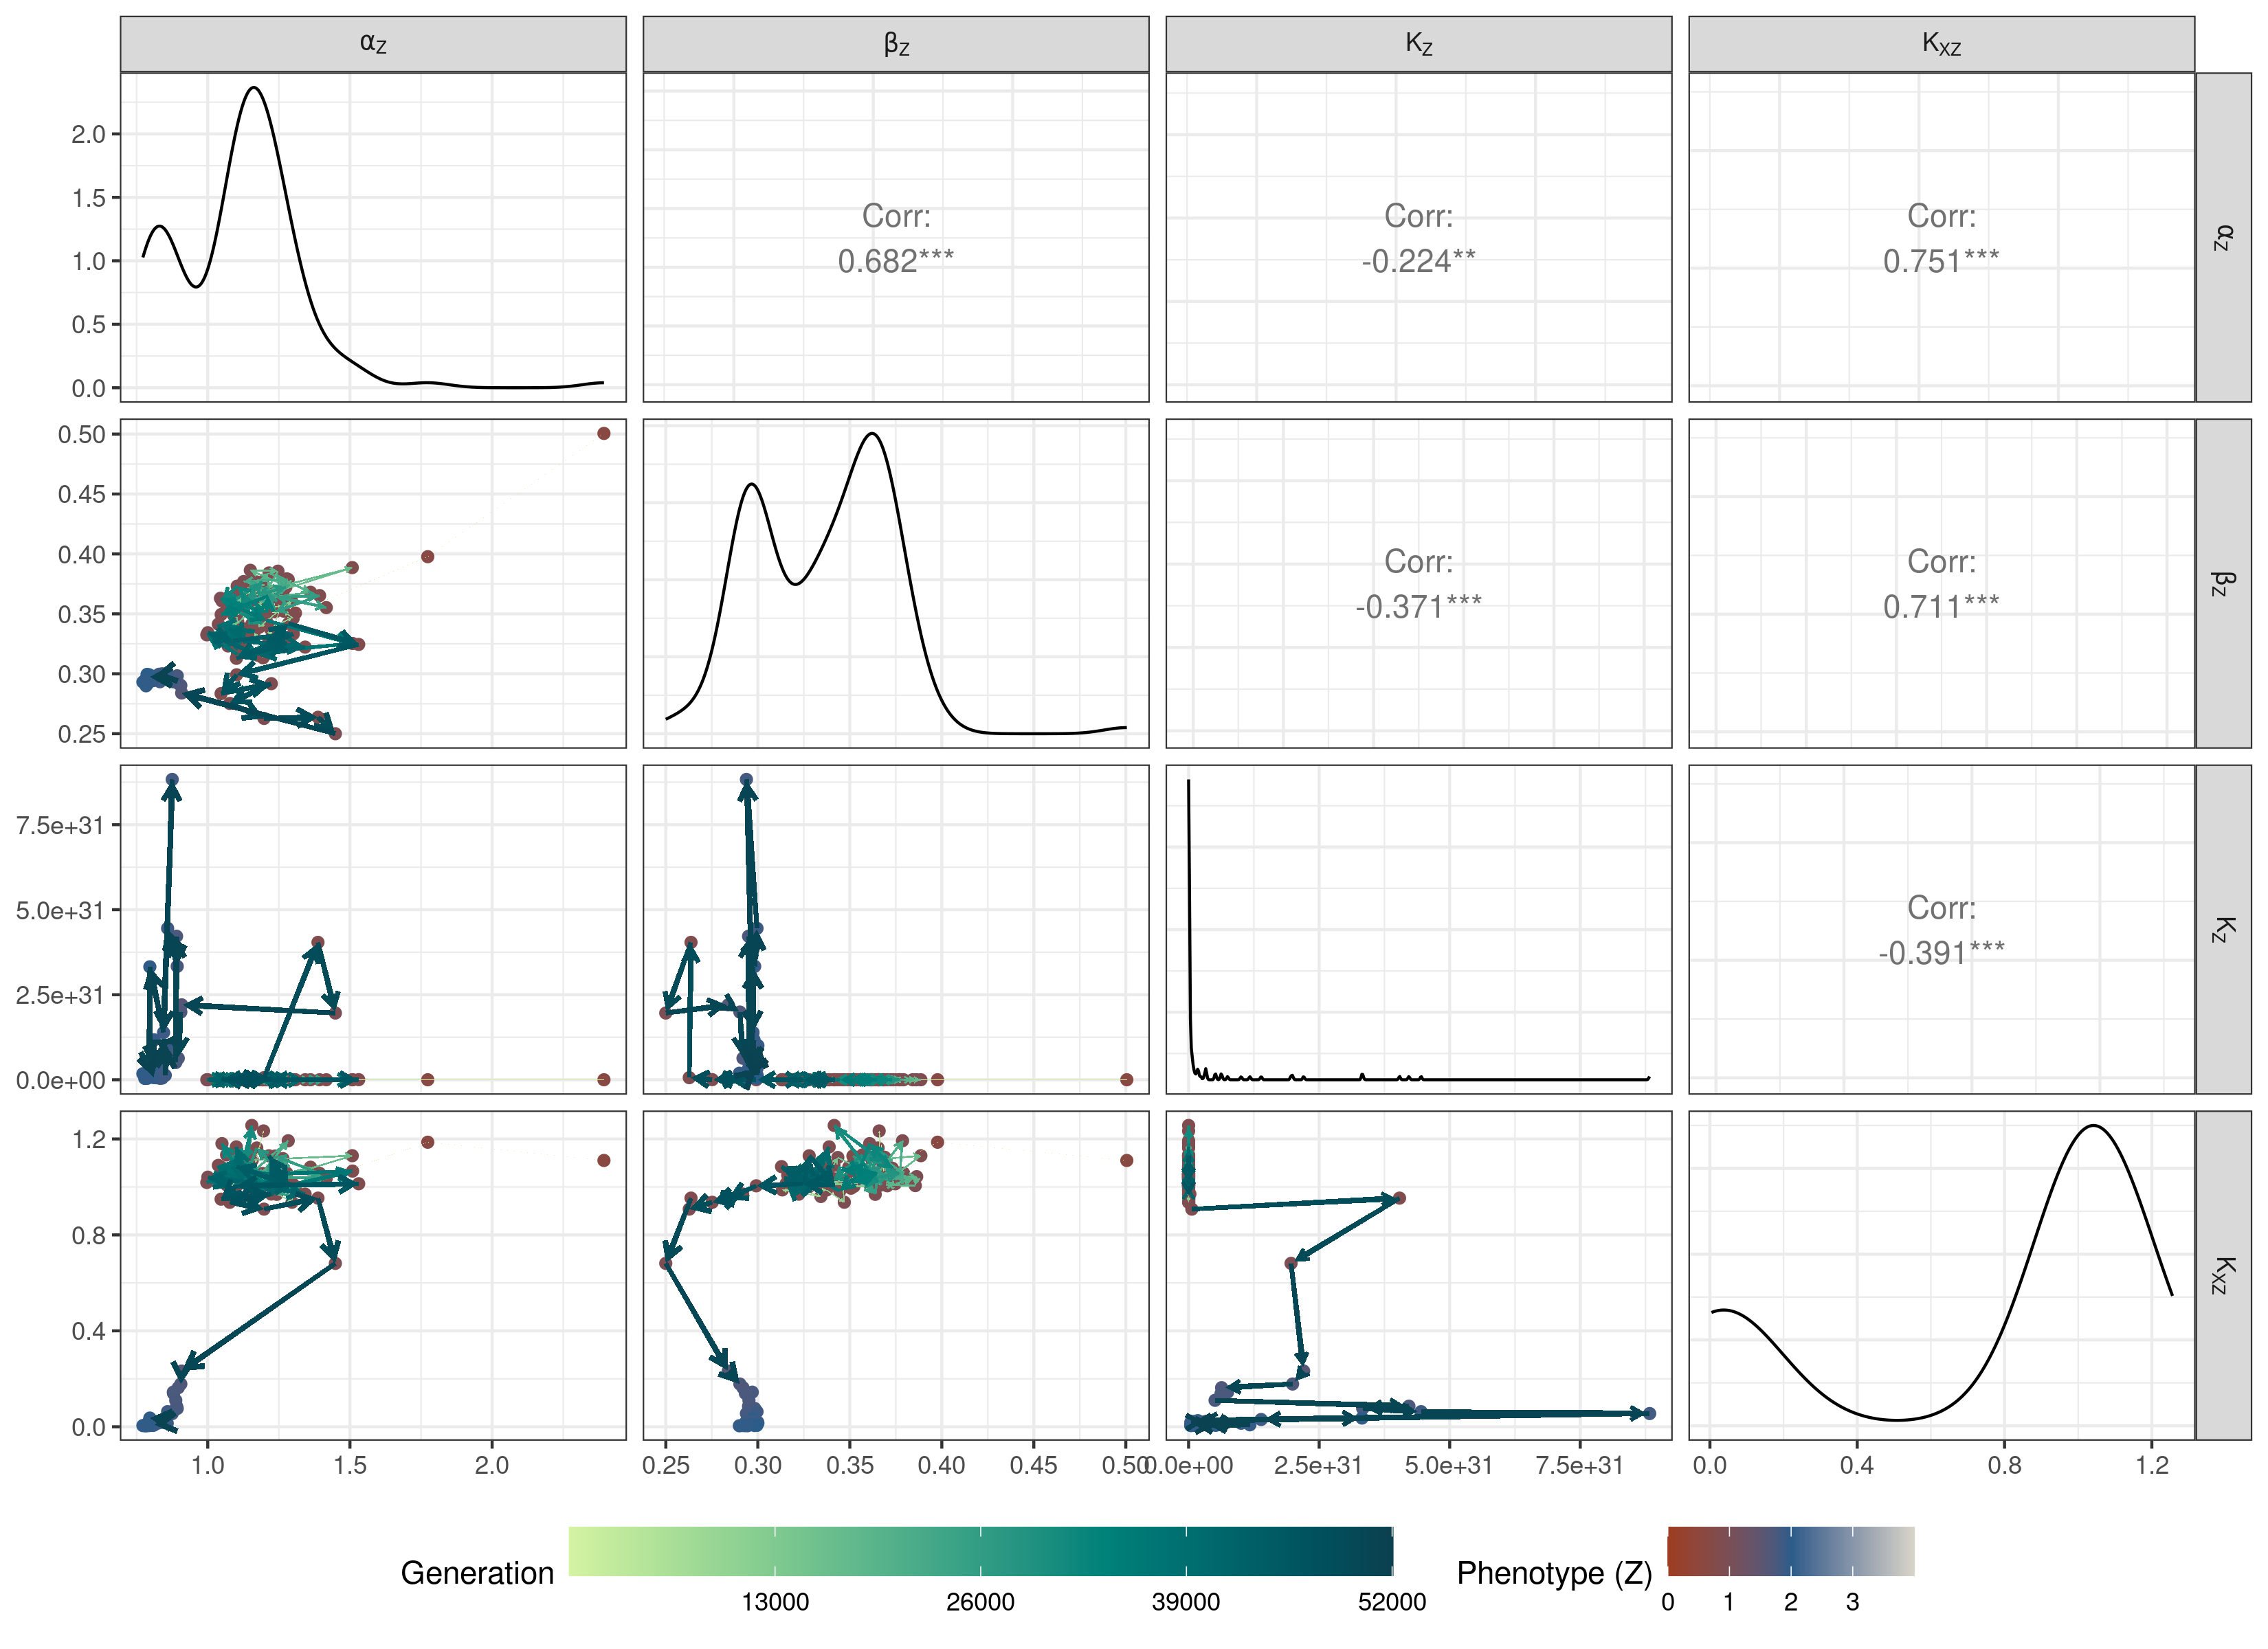 αZ βZ KZ KXZ
2.0
1.5
1.0
0.5
0.0
Corr:
0.682***
Corr:
-0.224**
Corr:
0.751***
αZ
0.50
0.45
0.40
0.35
0.30
0.25
Corr:
-0.371***
Corr:
0.711***
βZ
7.5e+31
5.0e+31
2.5e+31
0.0e+00
Corr:
-0.391***
KZ
1.2
0.8
0.4
0.0
KXZ
1.0 1.5 2.0
0.25 0.30 0.35 0.40 0.45 0.50
0.0e+00 2.5e+31 5.0e+31 7.5e+31
0.0 0.4 0.8 1.2
Generation
13000 26000 39000 52000
Phenotype (Z)
0 1 2 3